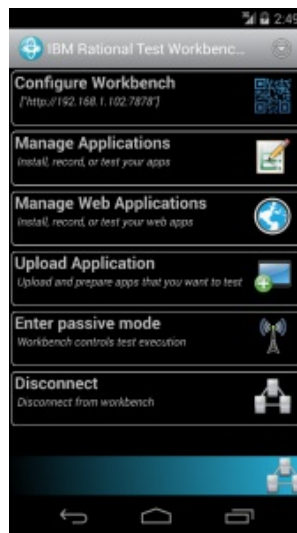 2:49
IBM Rational Test Workbenc...
Configure Workbench
["http://192.168.1.102:7878"]
Manage Applications
Install, record, or test your apps
Manage Web Applications
Install, record, or test your web apps
Upload Application
Upload and prepare apps that you want to test
Enter passive mode
Workbench controls test execution
Disconnect
Disconnect from workbench